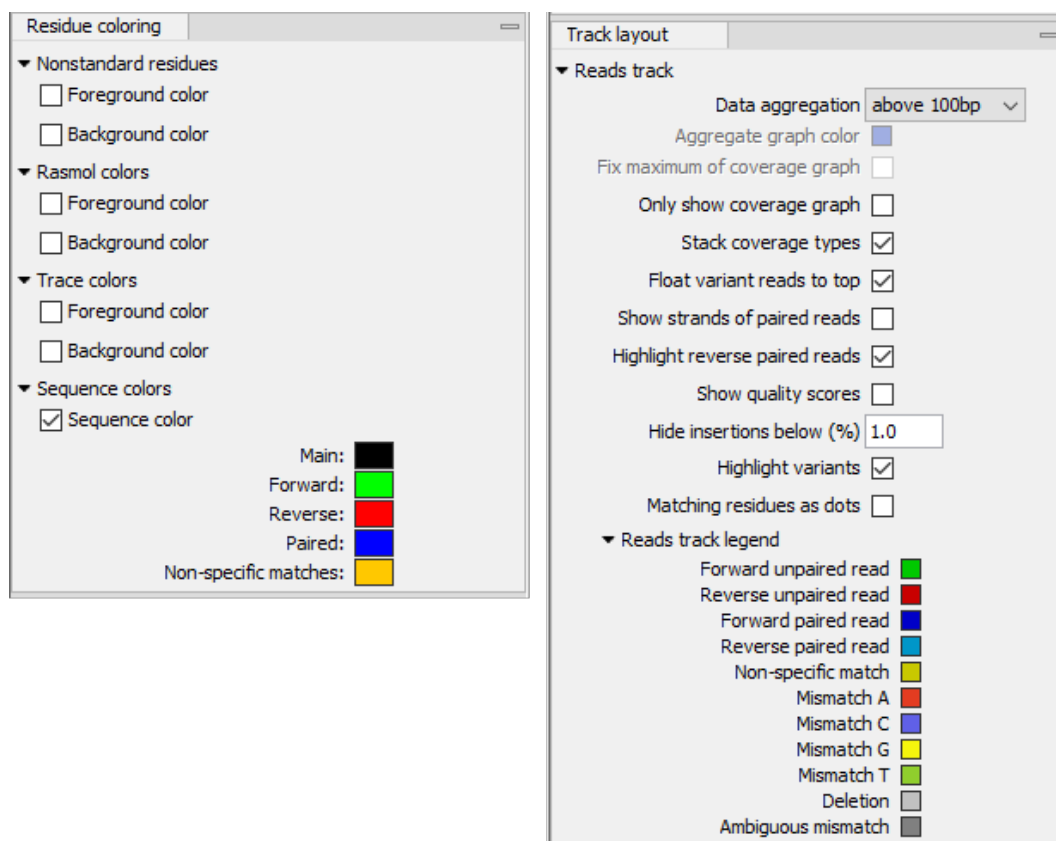 Residue coloring
Nonstandard residues
Foreground color
Background color
Rasmol colors
Foreground color
Background color
Trace colors
Foreground color
Background color
Sequence colors
Sequence color
Main:
Forward:
Reverse:
Paired:
Non-specific matches:
Track layout
Reads track
Data aggregation above 100bp
Aggregate graph color
Fix maximum of coverage graph
Only show coverage graph
Stack coverage types
Float variant reads to top
Show strands of paired reads
Highlight reverse paired reads
Show quality scores
Hide insertions below (%) 1.0
Highlight variants
Matching residues as dots
Reads track legend
Forward unpaired read
Reverse unpaired read
Forward paired read
Reverse paired read
Non-specific match
Mismatch A
Mismatch C
Mismatch G
Mismatch T
Deletion
Ambiguous mismatch